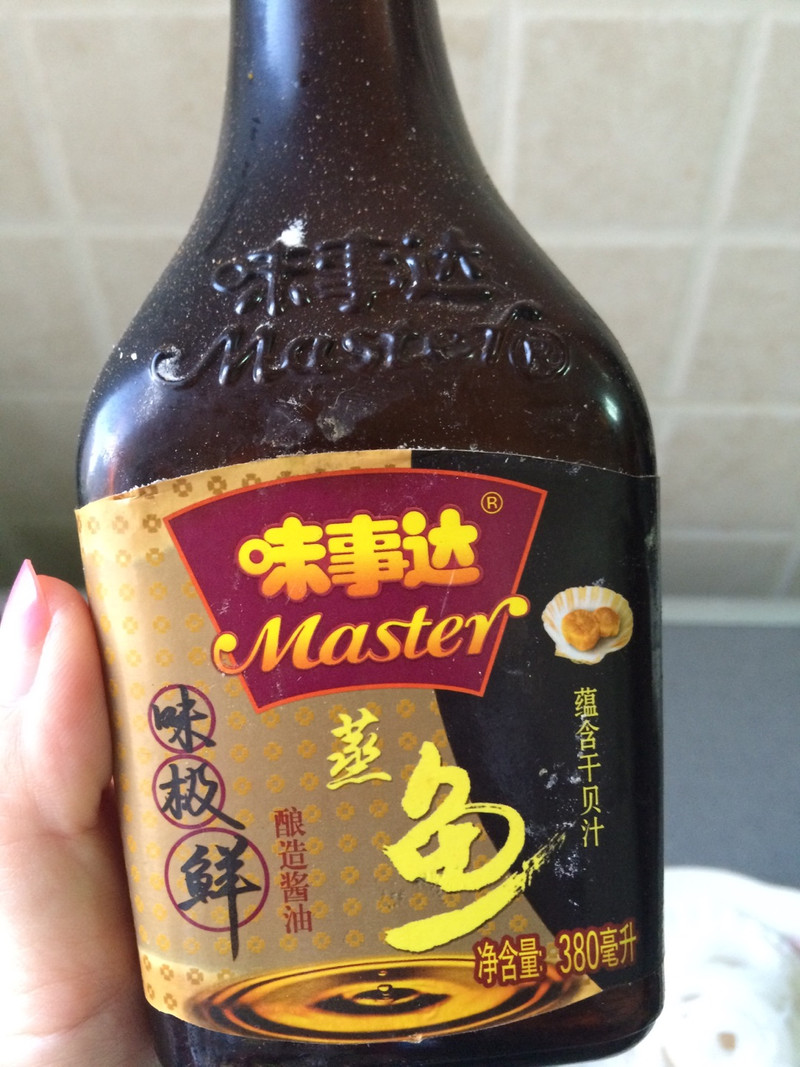 味事达
Master®
味事达®
Master
味极鲜
酿造酱油
蒸鱼
蕴含干贝汁
净含量: 380毫升